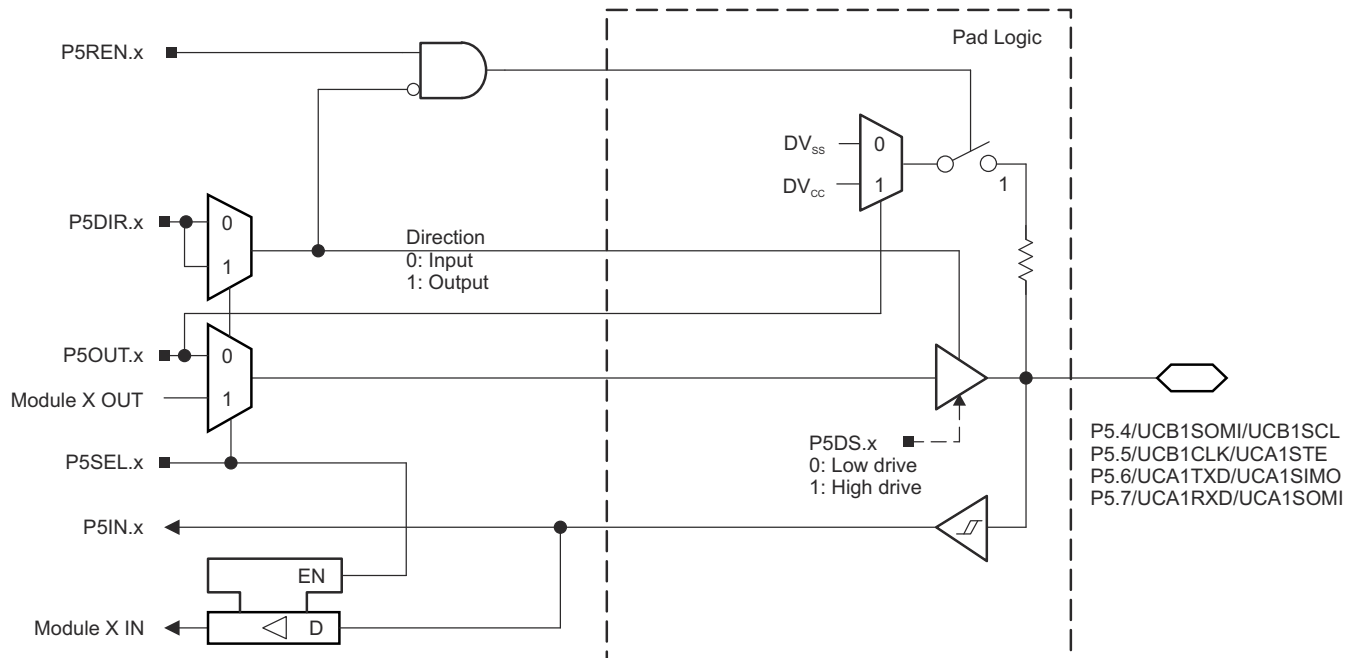 Pad Logic
P5REN.x
DVSS
0
DVCC
1
1
P5DIR.x
0
1
Direction
0: Input
1: Output
P5OUT.x
0
Module X OUT
1
P5DS.x
0: Low drive
1: High drive
P5SEL.x
P5.4/UCB1SOMI/UCB1SCL
P5.5/UCB1CLK/UCA1STE
P5.6/UCA1TXD/UCA1SIMO
P5.7/UCA1RXD/UCA1SOMI
P5IN.x
EN
Module X IN
D